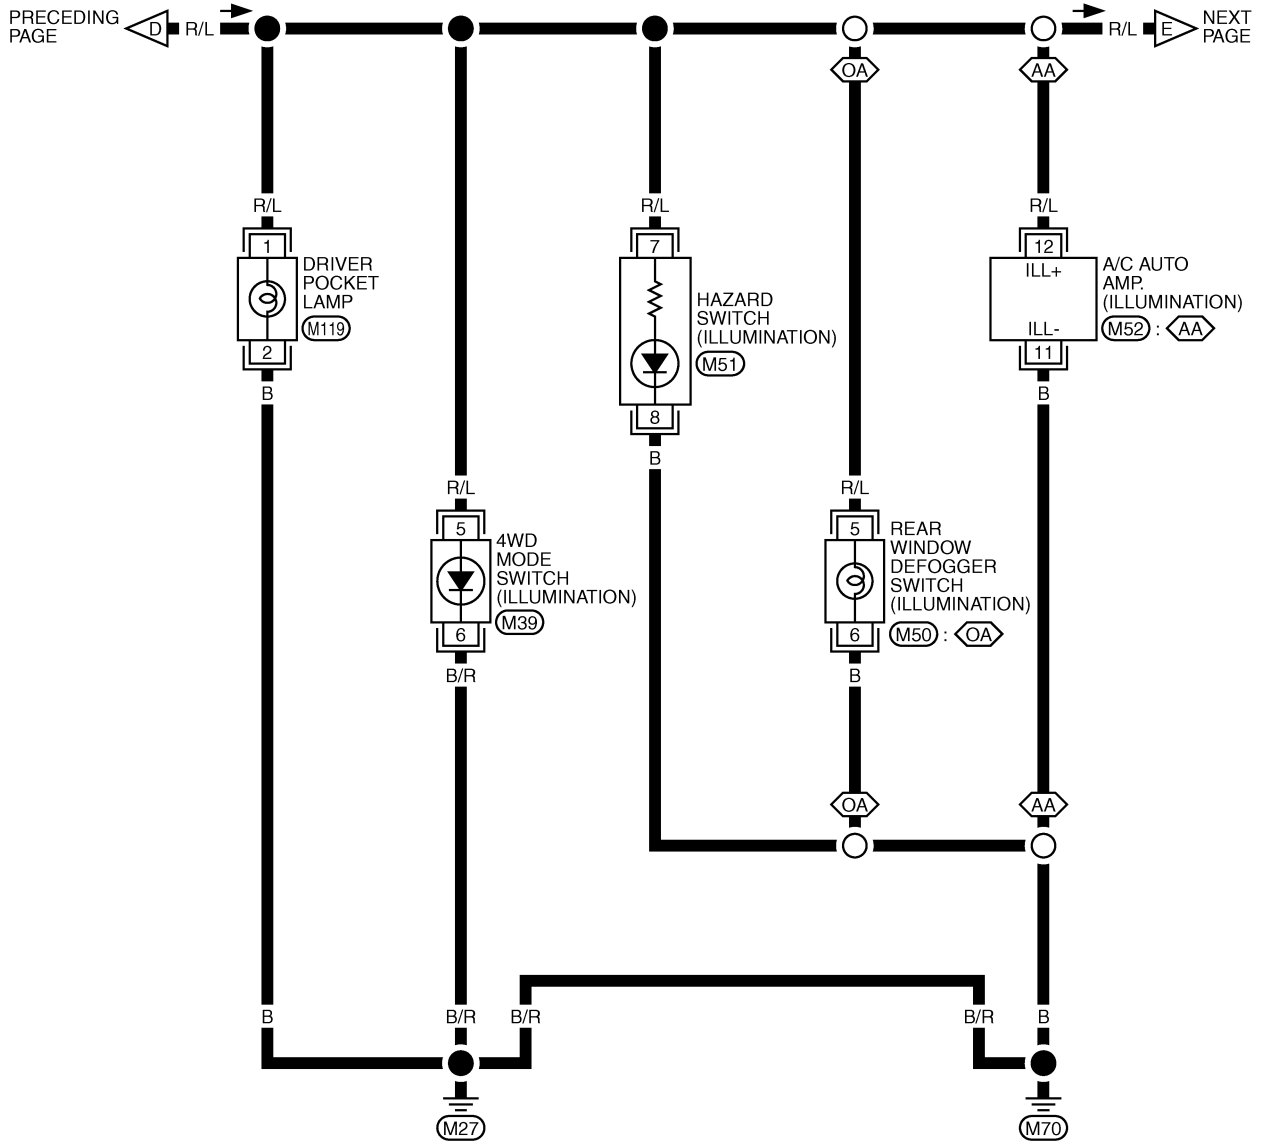 PRECEDING
PAGE
D
R/L
R/L
E
NEXT
PAGE
OA
AA
R/L
R/L
R/L
1
DRIVER
POCKET
LAMP
M119
2
B
7
HAZARD
SWITCH
(ILLUMINATION)
M51
8
B
12
ILL+
ILL-
11
A/C AUTO
AMP.
(ILLUMINATION)
M52 : AA
B
R/L
5
4WD
MODE
SWITCH
(ILLUMINATION)
M39
6
B/R
R/L
5
REAR
WINDOW
DEFOGGER
SWITCH
(ILLUMINATION)
M50 : OA
6
B
OA
AA
B
B/R
B/R
B/R
B
M27
M70